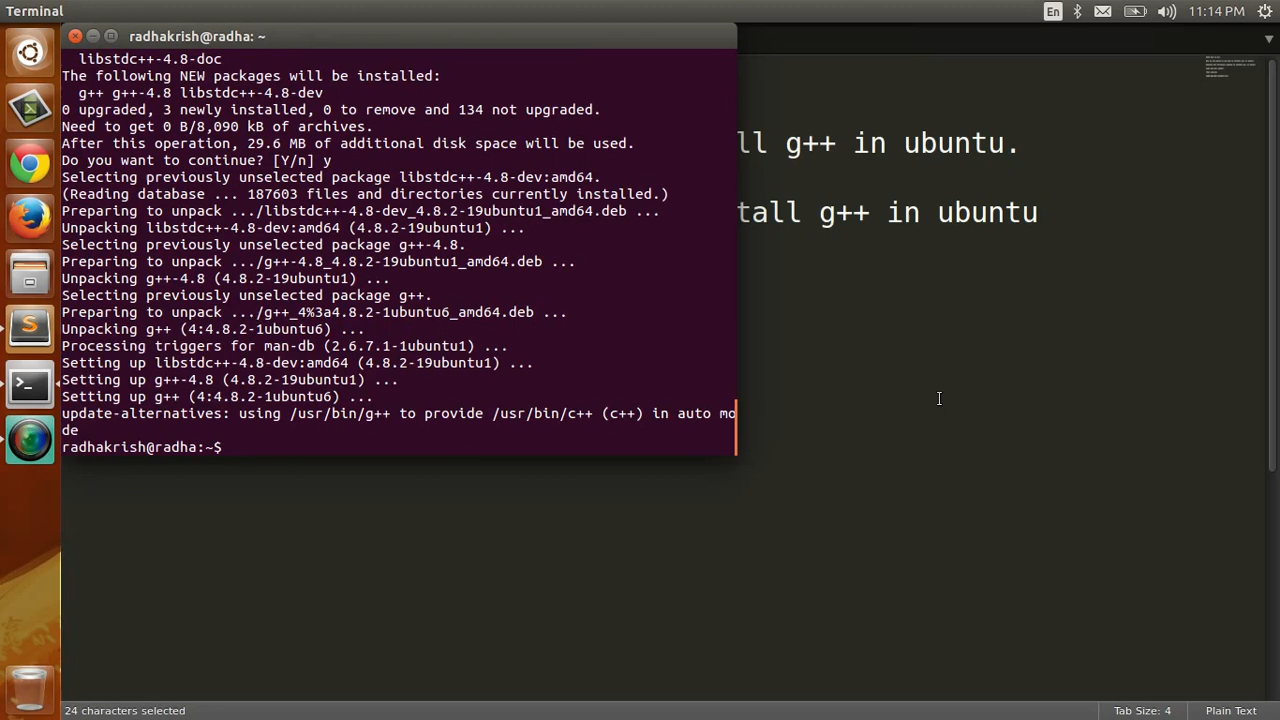 Terminal
En
11:14 PM
radhakrish@radha: ~
libstdc++-4.8-doc
The following NEW packages will be installed:
g++ g++-4.8 libstdc++-4.8-dev
0 upgraded, 3 newly installed, 0 to remove and 134 not upgraded.
Need to get 0 B/8,090 kB of archives.
After this operation, 29.6 MB of additional disk space will be used.
Do you want to continue? [Y/n] y
Selecting previously unselected package libstdc++-4.8-dev:amd64.
(Reading database ... 187603 files and directories currently installed.)
Preparing to unpack .../libstdc++-4.8-dev_4.8.2-19ubuntu1_amd64.deb ...
Unpacking libstdc++-4.8-dev:amd64 (4.8.2-19ubuntu1) ...
Selecting previously unselected package g++-4.8.
Preparing to unpack .../g++-4.8_4.8.2-19ubuntu1_amd64.deb ...
Unpacking g++-4.8 (4.8.2-19ubuntu1) ...
Selecting previously unselected package g++.
Preparing to unpack .../g++_4%3a4.8.2-1ubuntu6_amd64.deb ...
Unpacking g++ (4:4.8.2-1ubuntu6) ...
Processing triggers for man-db (2.6.7.1-1ubuntu1) ...
Setting up libstdc++-4.8-dev:amd64 (4.8.2-19ubuntu1) ...
Setting up g++-4.8 (4.8.2-19ubuntu1) ...
Setting up g++ (4:4.8.2-1ubuntu6) ...
update-alternatives: using /usr/bin/g++ to provide /usr/bin/c++ (c++) in auto mo
de
radhakrish@radha:~$
ll g++ in ubuntu.
tall g++ in ubuntu
24 characters selected
Tab Size: 4
Plain Text